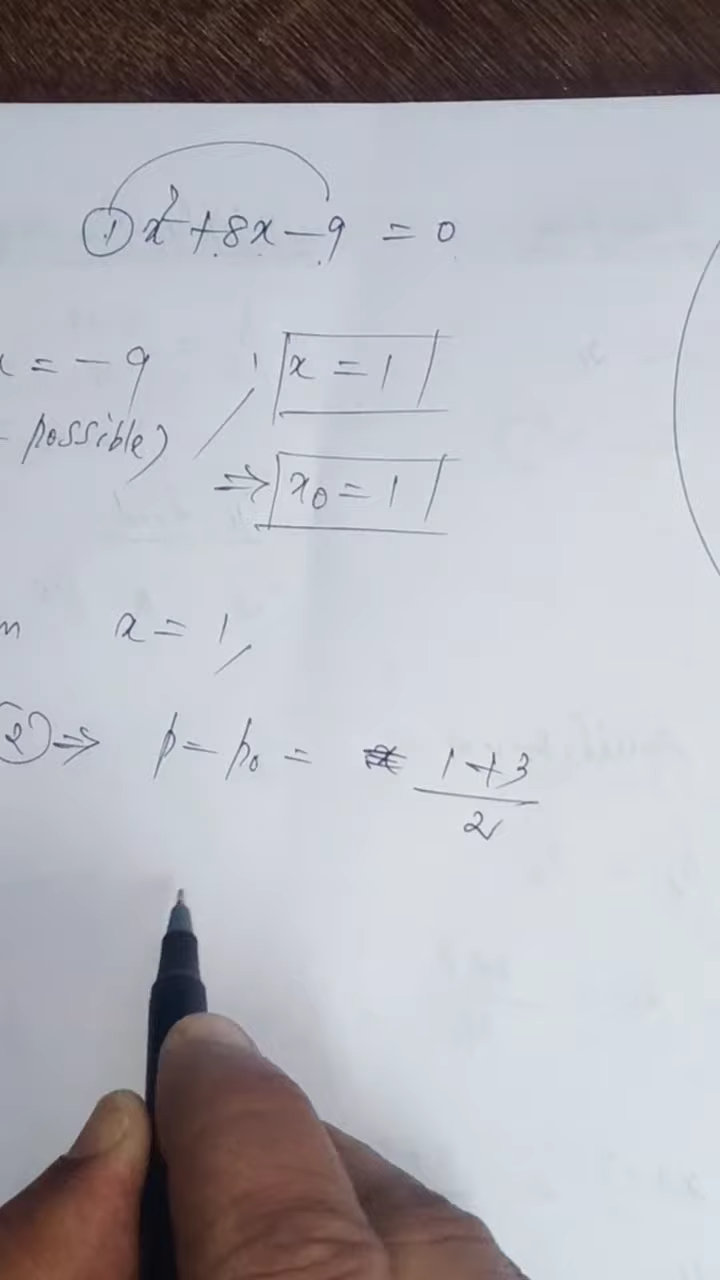 ① x² + 8x - 9 = 0
x = - 9 , x = 1
possible)
⇒ x₀ = 1
x = 1,
② ⇒ p = p₀ = (1 + 3)/2